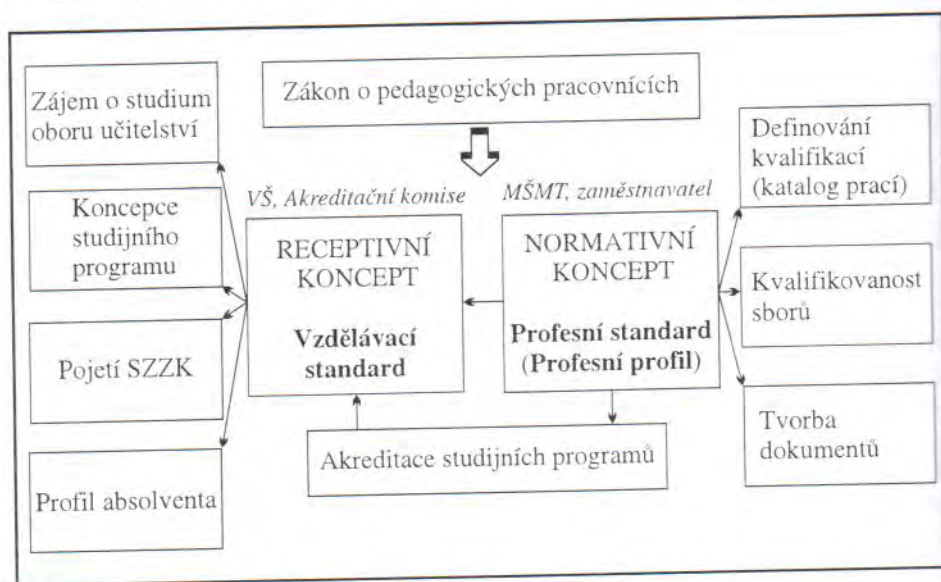 Zákon o pedagogických pracovnících
Zájem o studium
oboru učitelství
Koncepce
studijního
programu
Pojetí SZZK
Profil absolventa
VŠ, Akreditační komise
RECEPTIVNÍ
KONCEPT
Vzdělávací
standard
MŠMT, zaměstnavatel
NORMATIVNÍ
KONCEPT
Profesní standard
(Profesní profil)
Akreditace studijních programů
Definování
kvalifikací
(katalog prací)
Kvalifikovanost
sborů
Tvorba
dokumentů